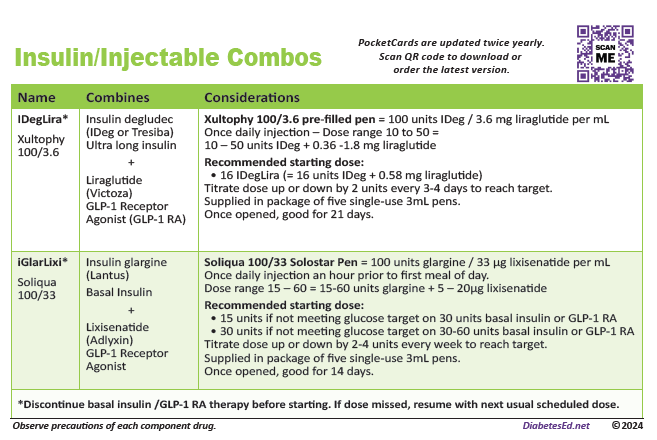 Insulin/Injectable Combos
PocketCards are updated twice yearly.
Scan QR code to download or
order the latest version.
SCAN
ME
Name Combines Considerations
IDegLira*
Xultophy
100/3.6
Insulin degludec
(IDeg or Tresiba)
Ultra long insulin
+
Liraglutide
(Victoza)
GLP-1 Receptor
Agonist (GLP-1 RA)
Xultophy 100/3.6 pre-filled pen = 100 units IDeg / 3.6 mg liraglutide per mL
Once daily injection – Dose range 10 to 50 =
10 – 50 units IDeg + 0.36 -1.8 mg liraglutide
Recommended starting dose:
• 16 IDegLira (= 16 units IDeg + 0.58 mg liraglutide)
Titrate dose up or down by 2 units every 3-4 days to reach target.
Supplied in package of five single-use 3mL pens.
Once opened, good for 21 days.
iGlarLixi*
Soliqua
100/33
Insulin glargine
(Lantus)
Basal Insulin
+
Lixisenatide
(Adlyxin)
GLP-1 Receptor
Agonist
Soliqua 100/33 Solostar Pen = 100 units glargine / 33 µg lixisenatide per mL
Once daily injection an hour prior to first meal of day.
Dose range 15 – 60 = 15-60 units glargine + 5 – 20µg lixisenatide
Recommended starting dose:
• 15 units if not meeting glucose target on 30 units basal insulin or GLP-1 RA
• 30 units if not meeting glucose target on 30-60 units basal insulin or GLP-1 RA
Titrate dose up or down by 2-4 units every week to reach target.
Supplied in package of five single-use 3mL pens.
Once opened, good for 14 days.
*Discontinue basal insulin /GLP-1 RA therapy before starting. If dose missed, resume with next usual scheduled dose.
Observe precautions of each component drug. DiabetesEd.net ©2024